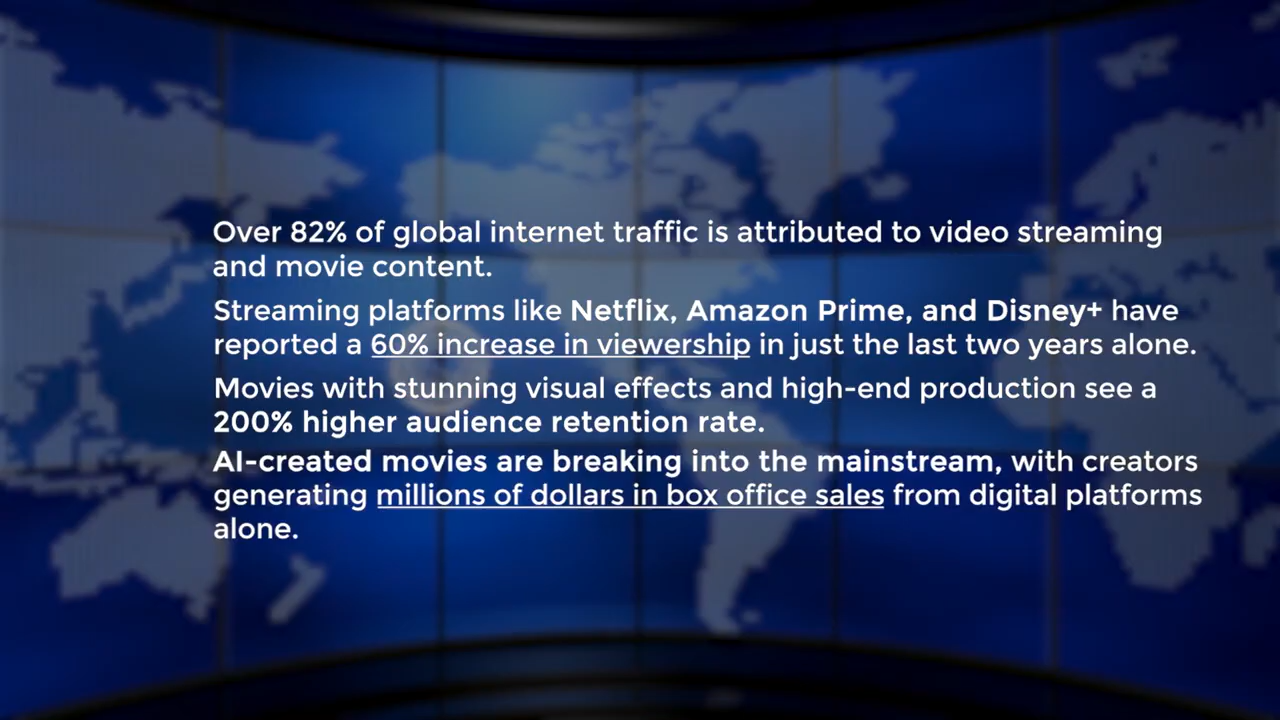 Over 82% of global internet traffic is attributed to video streaming
and movie content.
Streaming platforms like Netflix, Amazon Prime, and Disney+ have
reported a 60% increase in viewership in just the last two years alone.
Movies with stunning visual effects and high-end production see a
200% higher audience retention rate.
AI-created movies are breaking into the mainstream, with creators
generating millions of dollars in box office sales from digital platforms
alone.